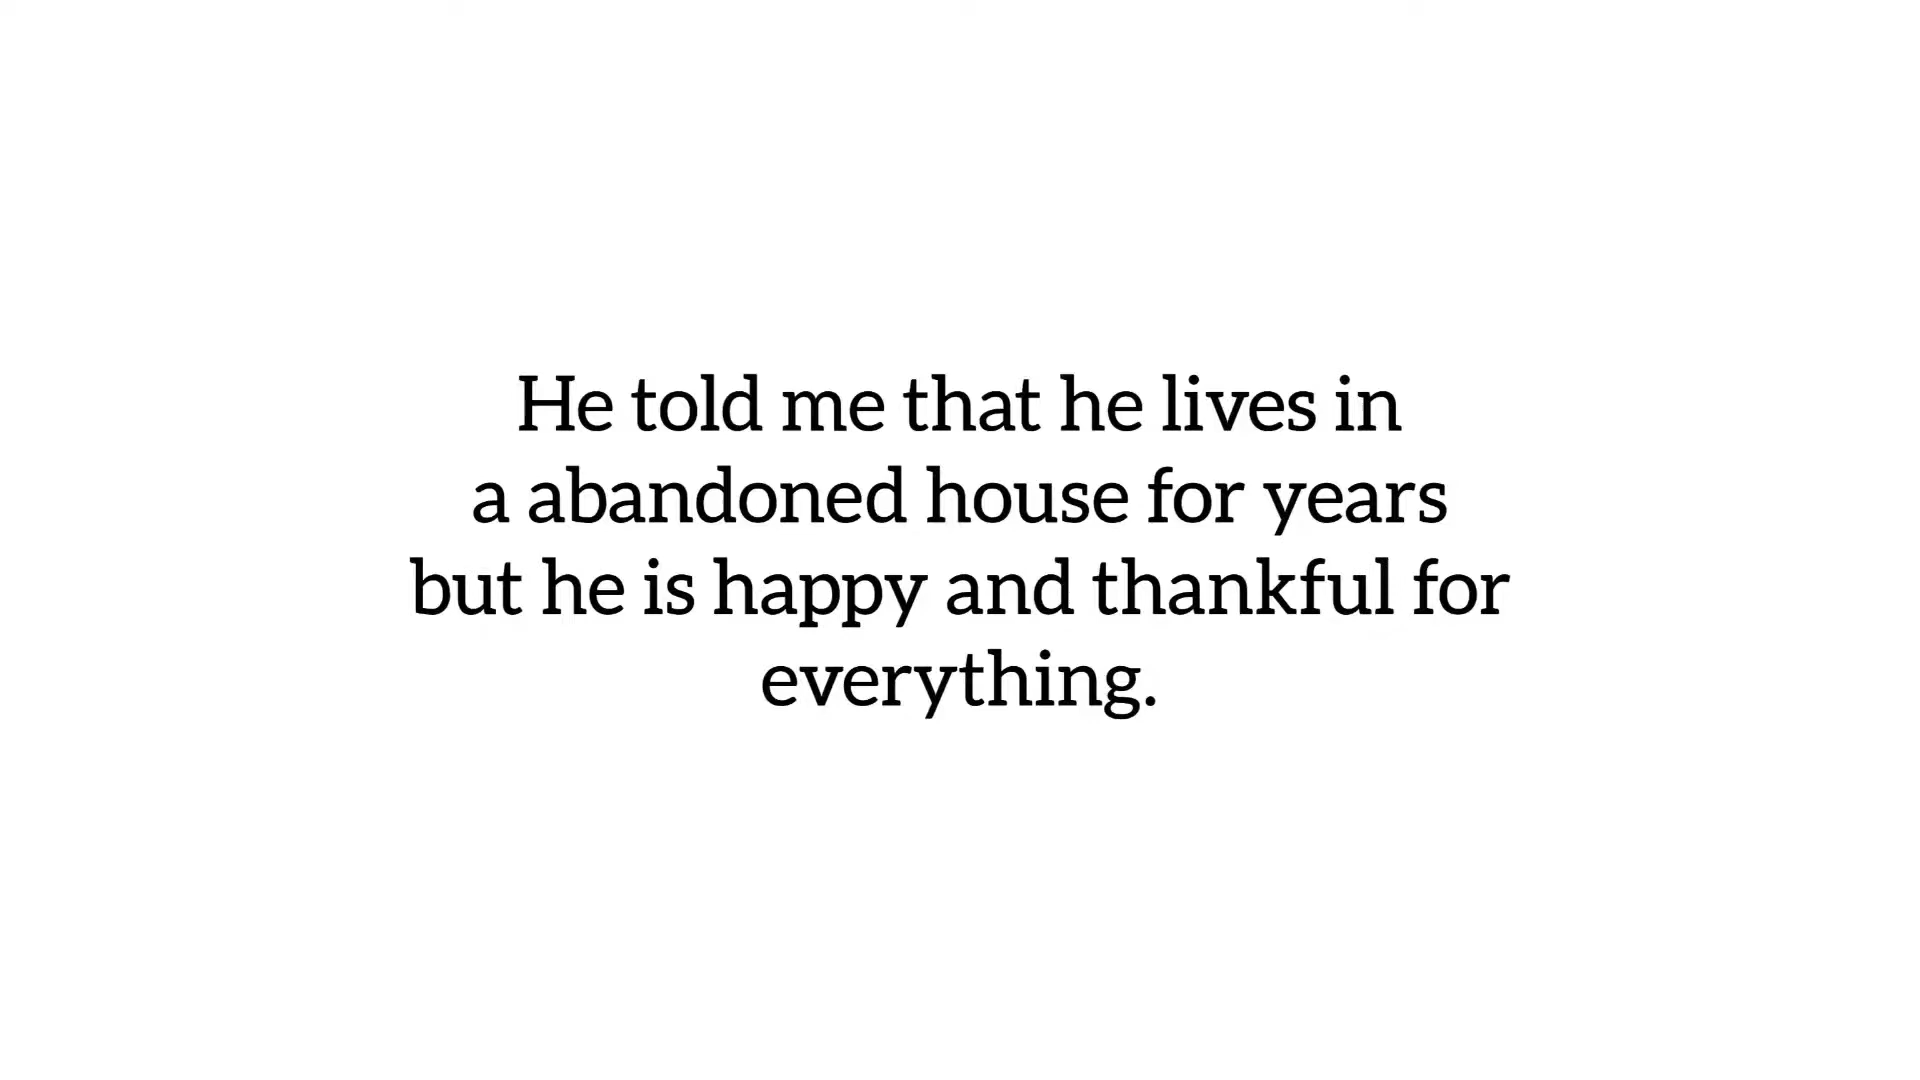 He told me that he lives in
a abandoned house for years
but he is happy and thankful for
everything.